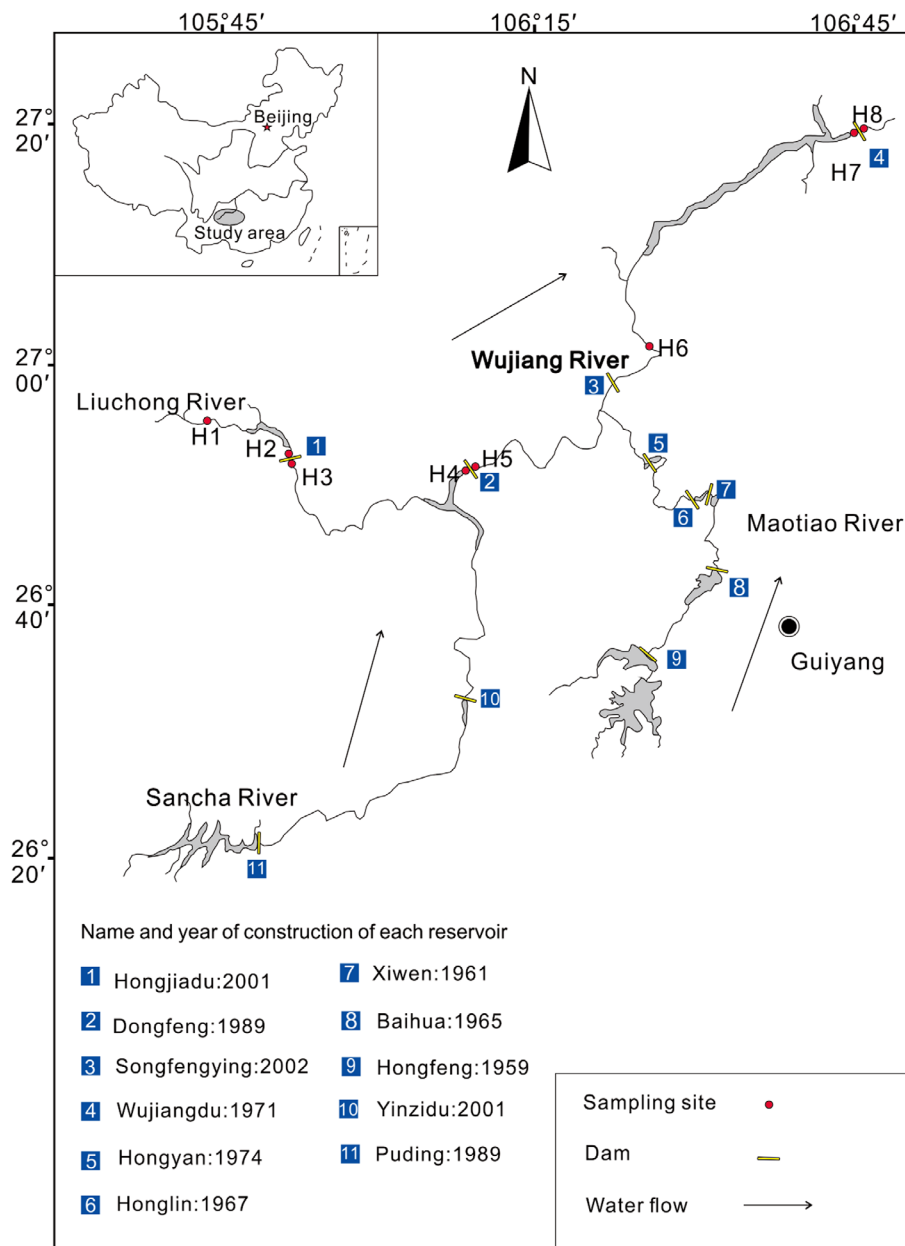 105°45′
106°15′
106°45′
27°
20′
27°
00′
26°
40′
26°
20′
Beijing
Study area
N
H8
H7
4
H6
Wujiang River
3
Liuchong River
H1
H2
1
H3
H4
H5
2
5
7
6
Maotiao River
8
9
Guiyang
10
Sancha River
11
Name and year of construction of each reservoir
1 Hongjiadu:2001
2 Dongfeng:1989
3 Songfengying:2002
4 Wujiangdu:1971
5 Hongyan:1974
6 Honglin:1967
7 Xiwen:1961
8 Baihua:1965
9 Hongfeng:1959
10 Yinzidu:2001
11 Puding:1989
Sampling site
Dam
Water flow